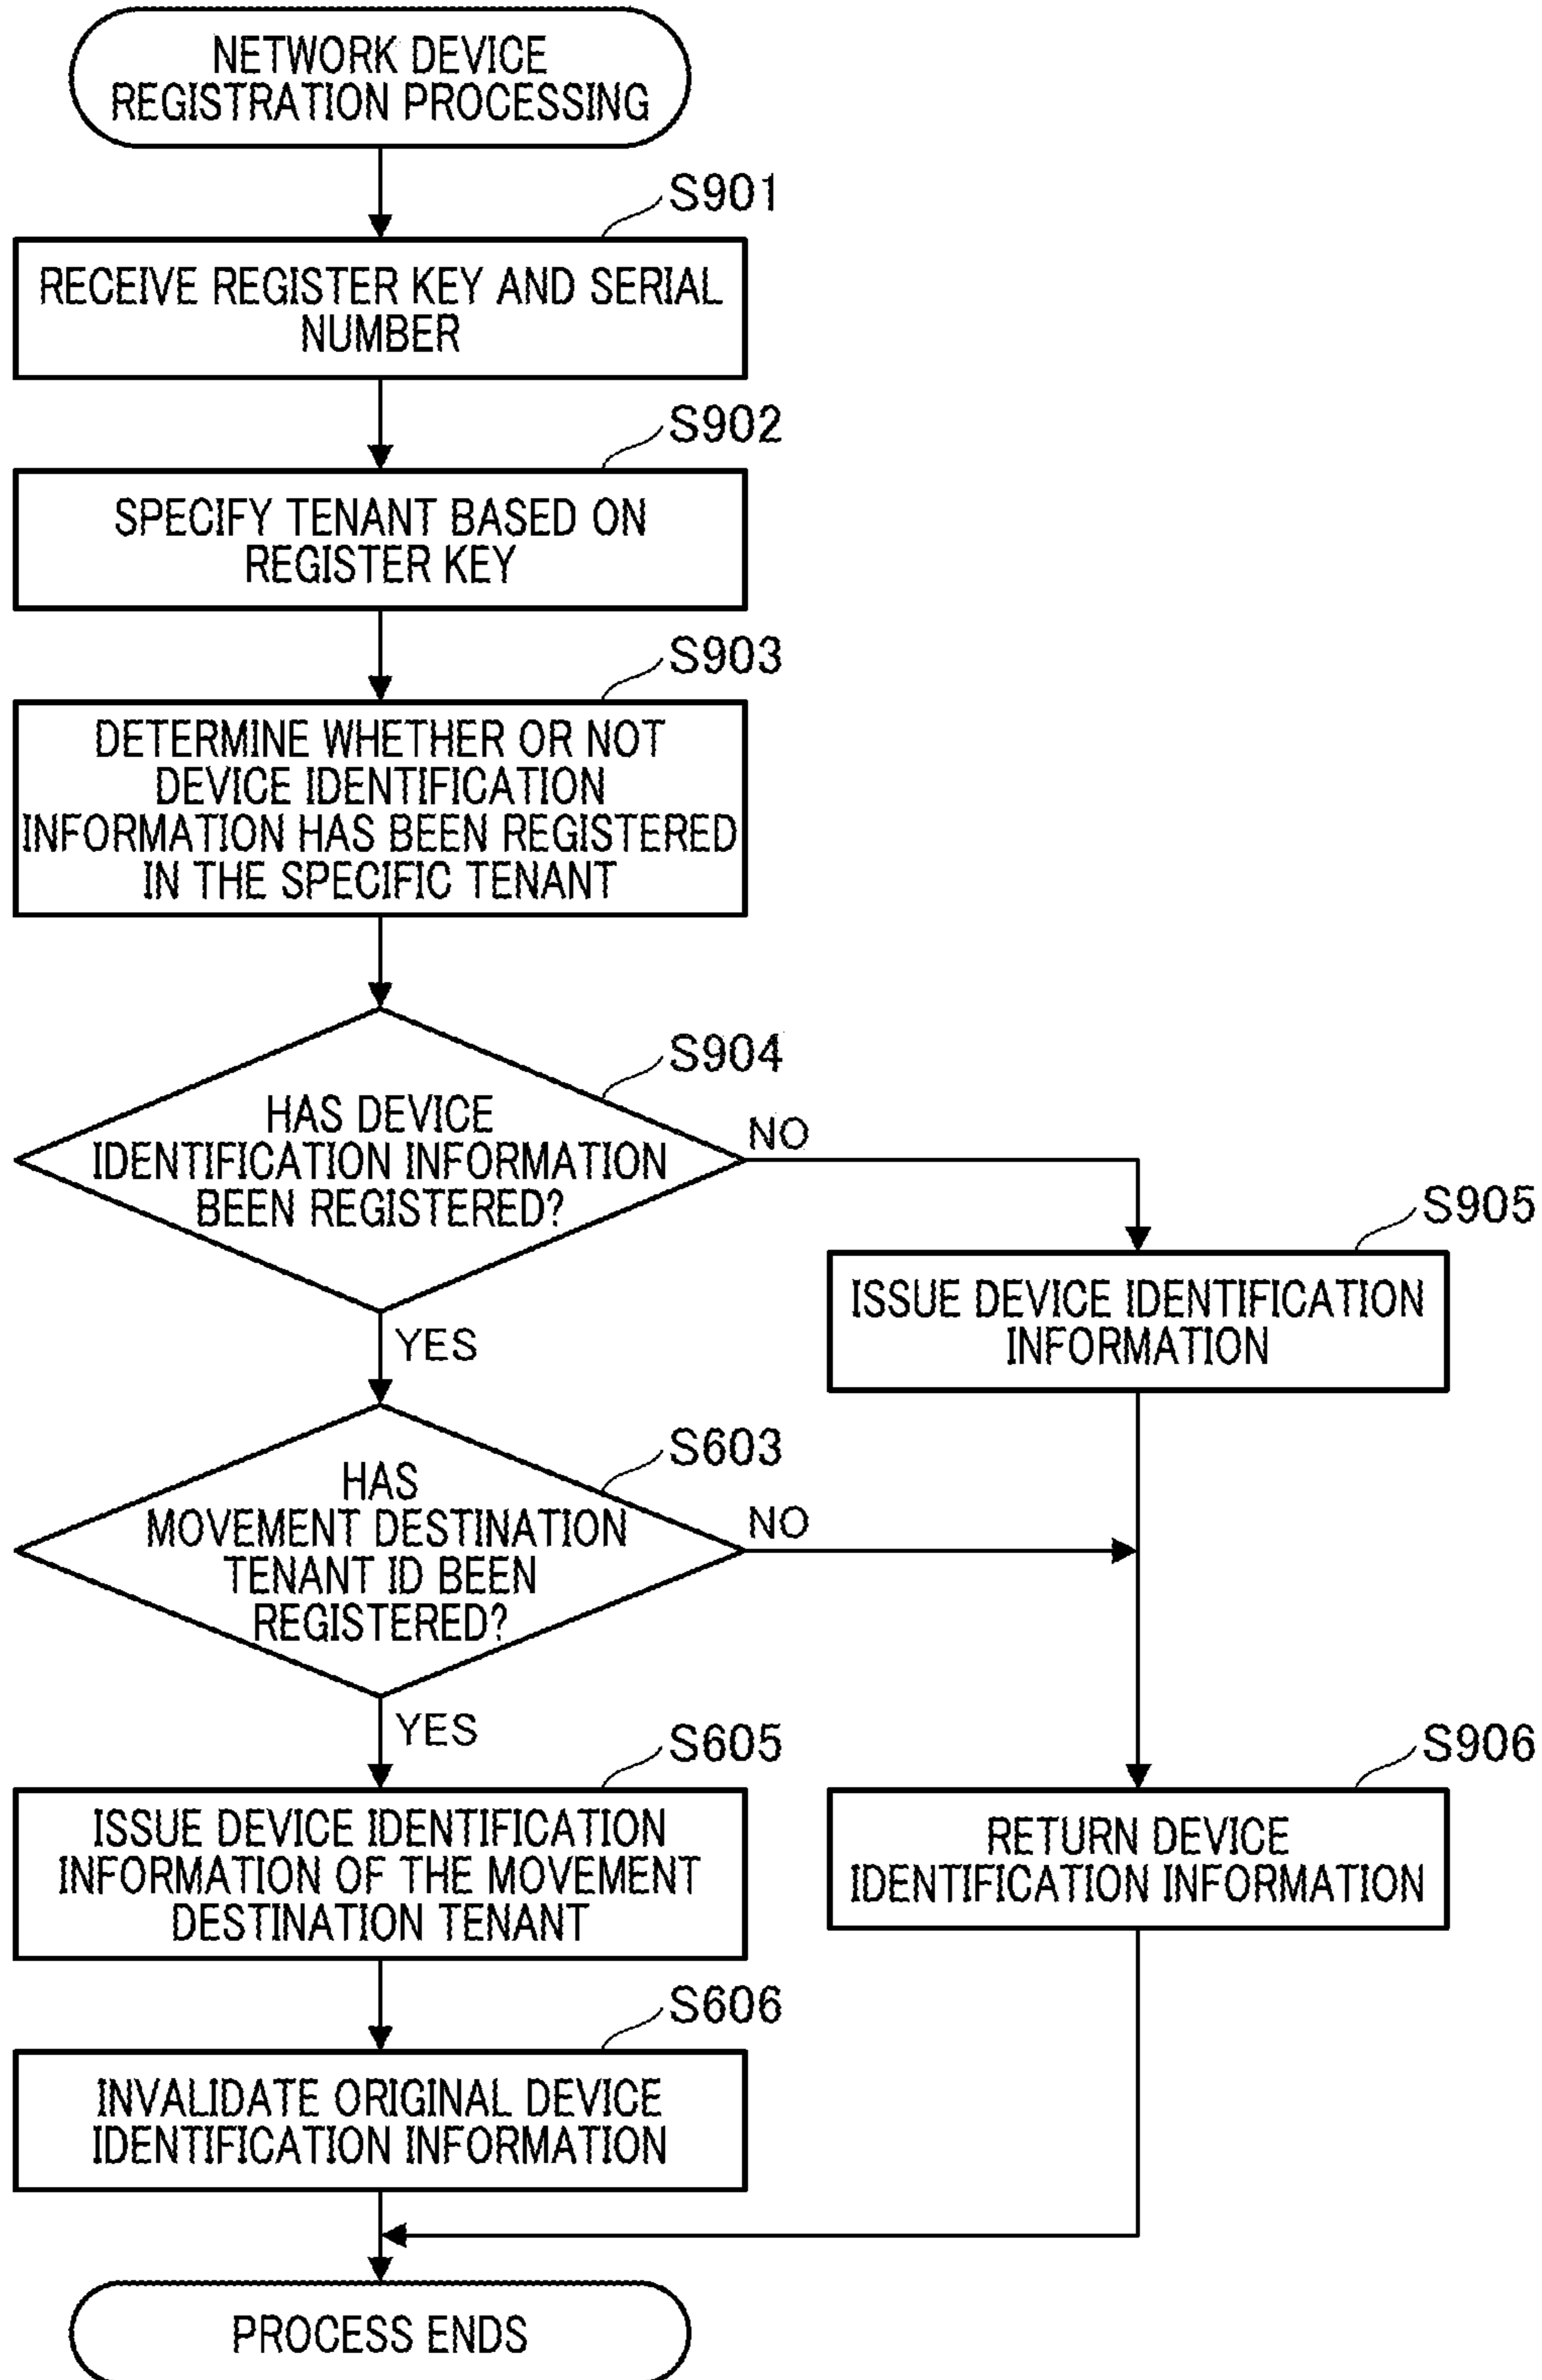 NETWORK DEVICE
REGISTRATION PROCESSING
S901
RECEIVE REGISTER KEY AND SERIAL
NUMBER
S902
SPECIFY TENANT BASED ON
REGISTER KEY
S903
DETERMINE WHETHER OR NOT
DEVICE IDENTIFICATION
INFORMATION HAS BEEN REGISTERED
IN THE SPECIFIC TENANT
S904
HAS DEVICE
IDENTIFICATION INFORMATION
BEEN REGISTERED?
NO
YES
S905
ISSUE DEVICE IDENTIFICATION
INFORMATION
S603
HAS
MOVEMENT DESTINATION
TENANT ID BEEN
REGISTERED?
NO
YES
S605
ISSUE DEVICE IDENTIFICATION
INFORMATION OF THE MOVEMENT
DESTINATION TENANT
S906
RETURN DEVICE
IDENTIFICATION INFORMATION
S606
INVALIDATE ORIGINAL DEVICE
IDENTIFICATION INFORMATION
PROCESS ENDS